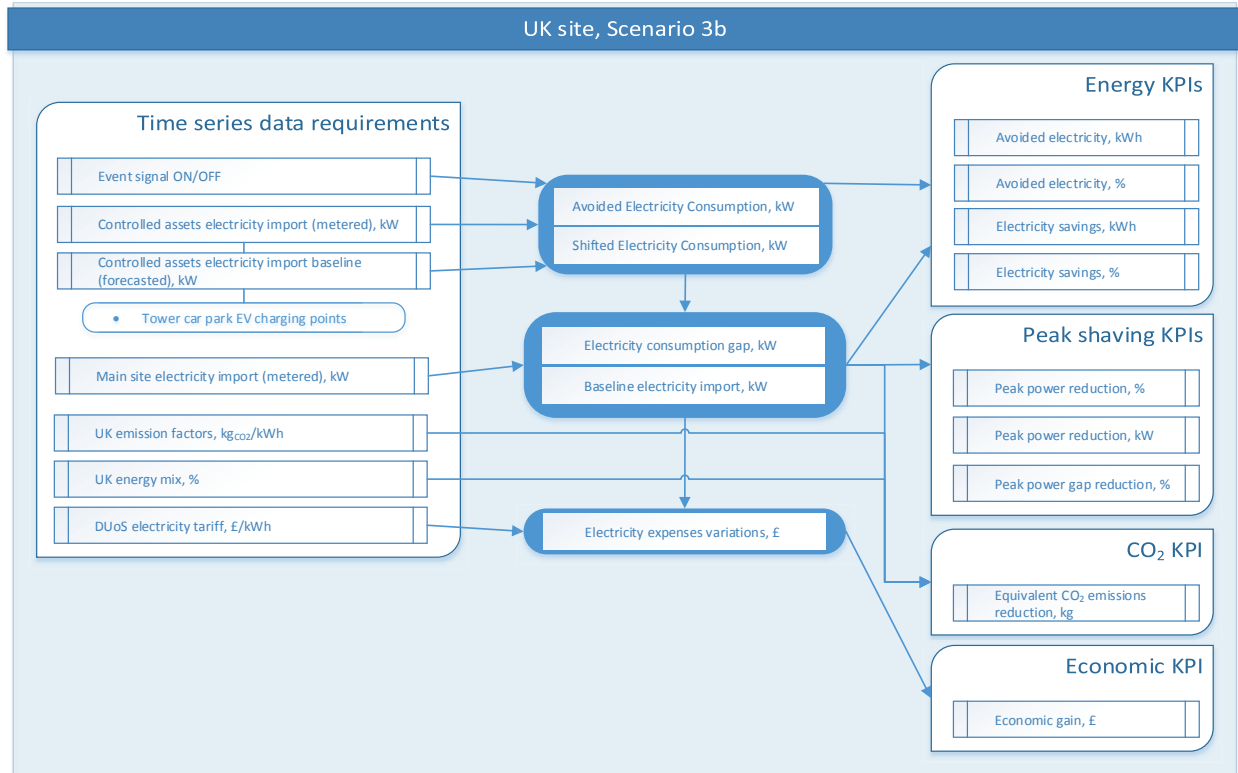 UK site, Scenario 3b
Time series data requirements
Event signal ON/OFF
Controlled assets electricity import (metered), kW
Controlled assets electricity import baseline
(forecasted), kW
• Tower car park EV charging points
Main site electricity import (metered), kW
UK emission factors, kgCO2/kWh
UK energy mix, %
DUoS electricity tariff, £/kWh
Avoided Electricity Consumption, kW
Shifted Electricity Consumption, kW
Electricity consumption gap, kW
Baseline electricity import, kW
Electricity expenses variations, £
Energy KPIs
Avoided electricity, kWh
Avoided electricity, %
Electricity savings, kWh
Electricity savings, %
Peak shaving KPIs
Peak power reduction, %
Peak power reduction, kW
Peak power gap reduction, %
CO2 KPI
Equivalent CO2 emissions
reduction, kg
Economic KPI
Economic gain, £